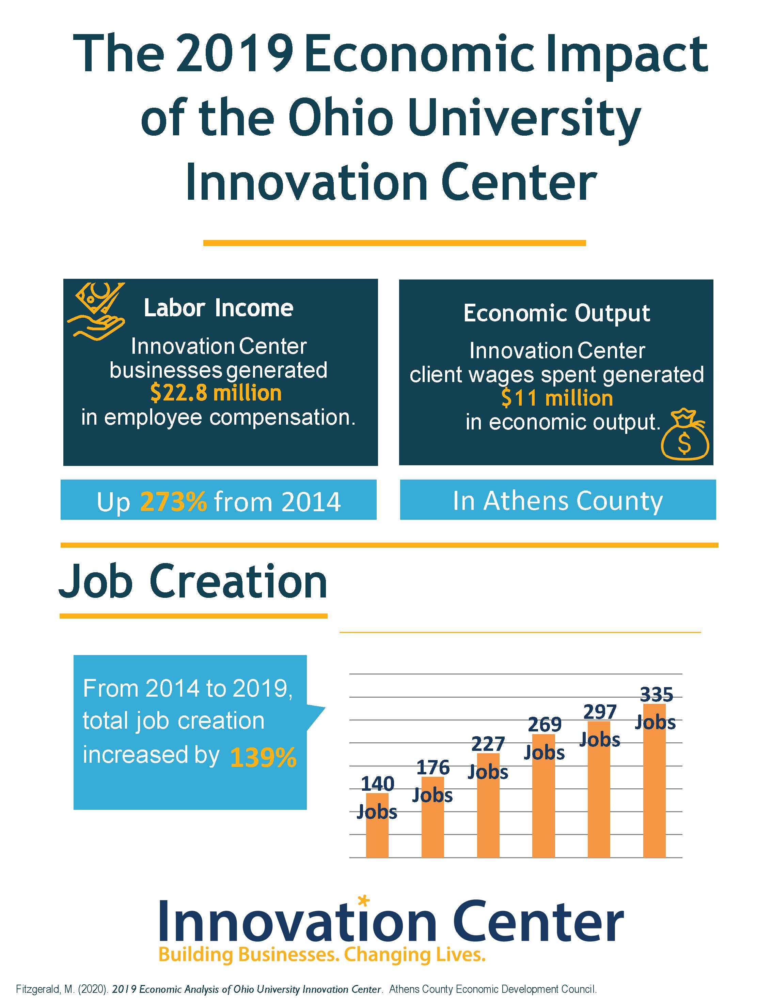 The 2019 Economic Impact
of the Ohio University
Innovation Center
Labor Income
Innovation Center
businesses generated
$22.8 million
in employee compensation.
Economic Output
Innovation Center
client wages spent generated
$11 million
in economic output.
$
Up 273% from 2014
In Athens County
Job Creation
From 2014 to 2019,
total job creation
increased by 139%
140
Jobs
176
Jobs
227
Jobs
269
Jobs
297
Jobs
335
Jobs
Innovation Center
Building Businesses. Changing Lives.
Fitzgerald, M. (2020). 2019 Economic Analysis of Ohio University Innovation Center. Athens County Economic Development Council.